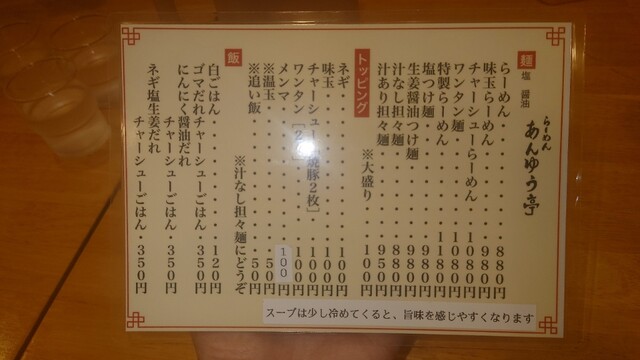 らーめん
あんゆう亭
麺 塩 醤油
らーめん・・・・・・・・８８０円
味玉らーめん・・・・・・９８０円
チャーシューらーめん・・１０８０円
ワンタン麺・・・・・・・１０８０円
特製らーめん・・・・・・１１８０円
塩つけ麺・・・・・・・・９８０円
生姜醤油つけ麺・・・・・９８０円
汁なし担々麺・・・・・・８８０円
汁あり担々麺・・・・・・９５０円
※大盛り・・・・１００円
トッピング
ネギ・・・・・・・・・・１００円
味玉・・・・・・・・・・１００円
チャーシュー 焼豚２枚］・・・１００円
ワンタン［２ ・・・・・・１００円
メンマ・・・・・・・・・１００円
※温玉・・・・・・・・・５０円
※追い飯・・・・・・・・５０円
※汁なし担々麺にどうぞ
飯
白ごはん・・・・・・・・１２０円
ゴマだれチャーシューごはん・３５０円
にんにく醤油だれ
チャーシューごはん・３５０円
ネギ塩生姜だれ
チャーシューごはん・３５０円
スープは少し冷めてくると、旨味を感じやすくなります